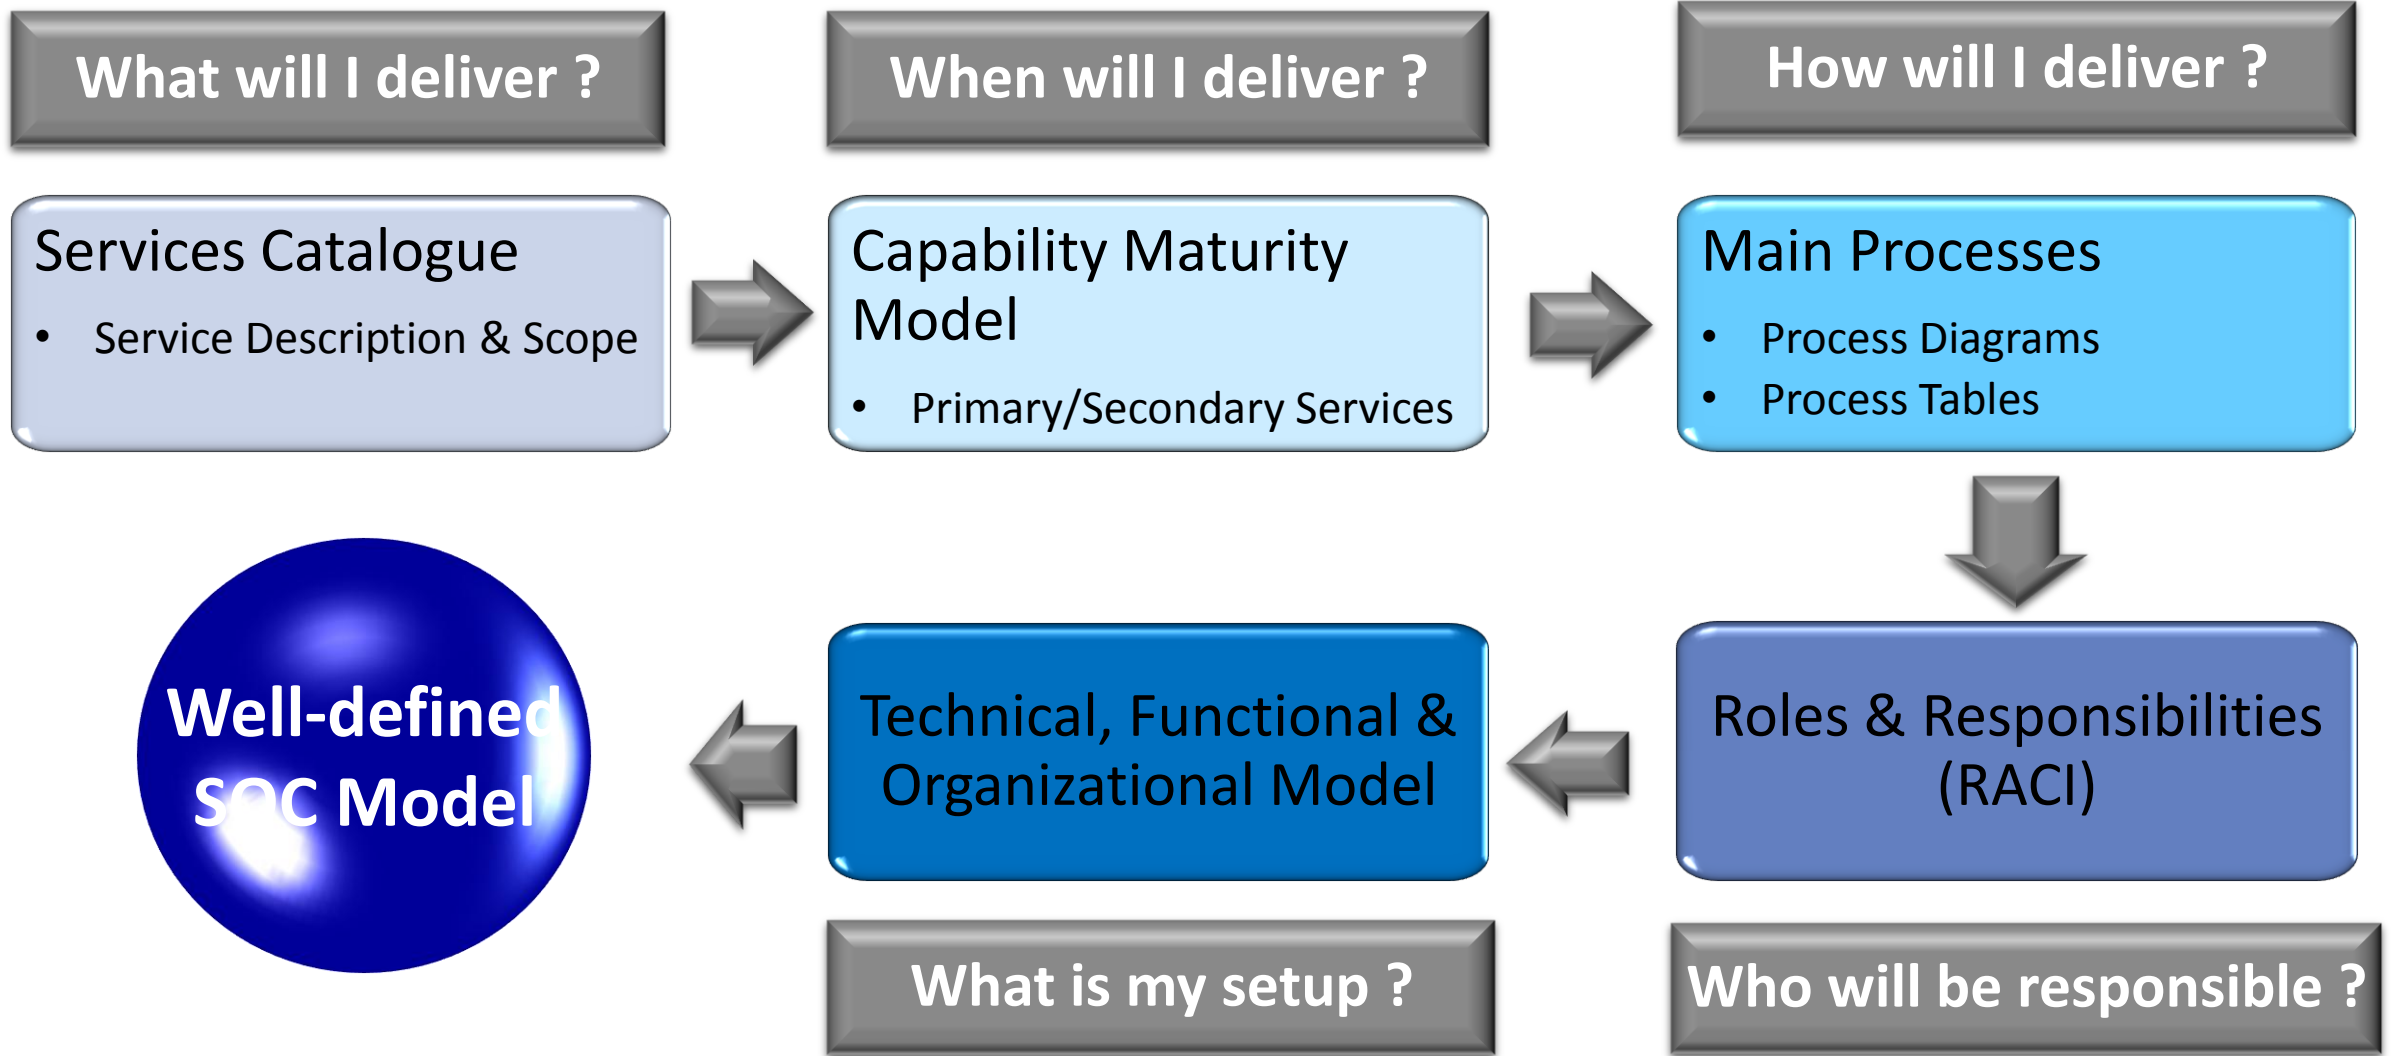 What will I deliver ?
When will I deliver ?
How will I deliver ?
Services Catalogue
• Service Description & Scope
Capability Maturity
Model
• Primary/Secondary Services
Main Processes
• Process Diagrams
• Process Tables
Roles & Responsibilities
(RACI)
Who will be responsible ?
Technical, Functional &
Organizational Model
What is my setup ?
Well-defined
SOC Model